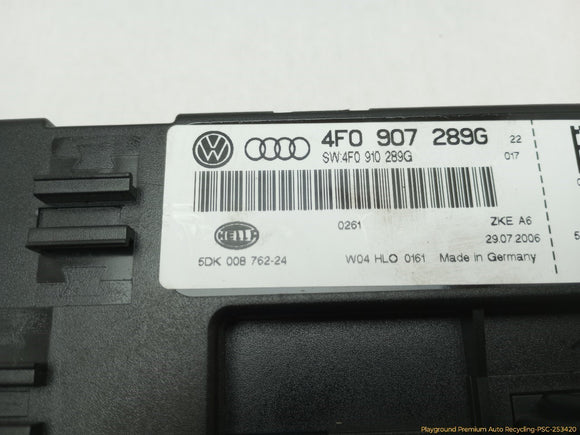 4F0 907 289G 22
SW:4F0 910 289G 017
0261 ZKE A6
HELLA 29.07.2006
5DK 008 762-24 W04 HLO 0161 Made in Germany
Playground Premium Auto Recycling-PSC-253420